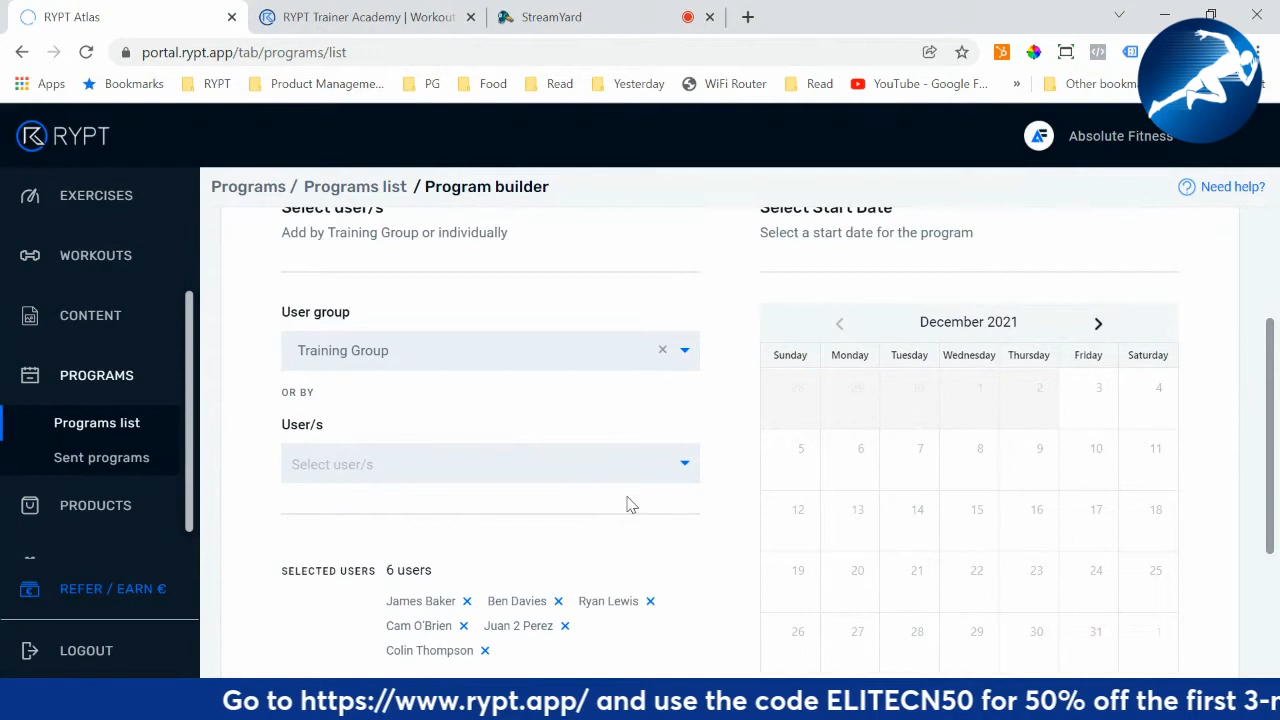 RYPT Atlas
RYPT Trainer Academy | Workout
StreamYard
portal.rypt.app/tab/programs/list
Apps
Bookmarks
RYPT
Product Manageme...
PG
Food
Read
Yesterday
WiFi Router
Read
YouTube - Google F...
»
Other bookm
RYPT
Absolute Fitness
EXERCISES
WORKOUTS
CONTENT
PROGRAMS
Programs list
Sent programs
PRODUCTS
REFER / EARN €
LOGOUT
Programs / Programs list / Program builder
Need help?
Select user/s
Add by Training Group or individually
User group
Training Group
OR BY
User/s
Select user/s
SELECTED USERS 6 users
James Baker Ben Davies Ryan Lewis
Cam O'Brien Juan 2 Perez
Colin Thompson
Select Start Date
Select a start date for the program
December 2021
Sunday Monday Tuesday Wednesday Thursday Friday Saturday
28 29 30 1 2 3 4
5 6 7 8 9 10 11
12 13 14 15 16 17 18
19 20 21 22 23 24 25
26 27 28 29 30 31 1
Go to https://www.rypt.app/ and use the code ELITECN50 for 50% off the first 3-